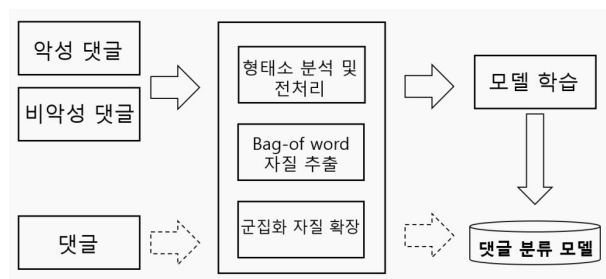 악성 댓글
비악성 댓글
댓글
형태소 분석 및
전처리
Bag-of word
자질 추출
군집화 자질 확장
모델 학습
댓글 분류 모델